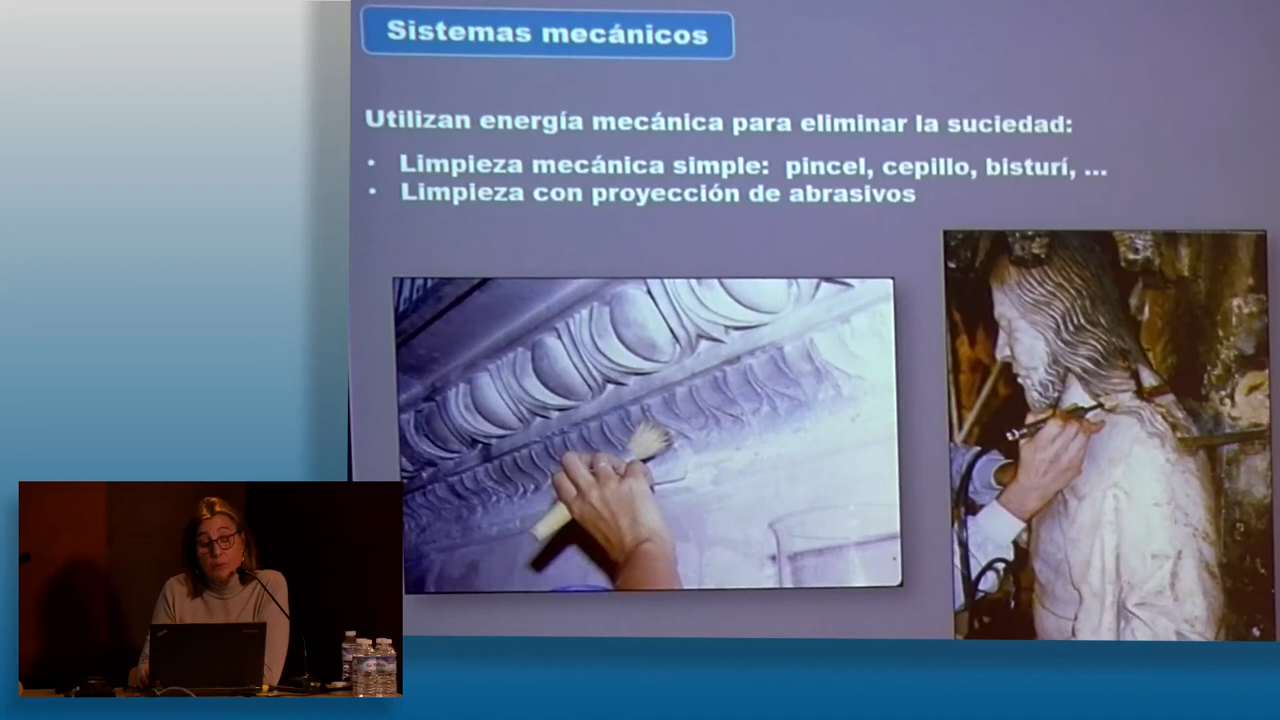 Sistemas mecánicos
Utilizan energía mecánica para eliminar la suciedad:
• Limpieza mecánica simple: pincel, cepillo, bisturí, ...
• Limpieza con proyección de abrasivos